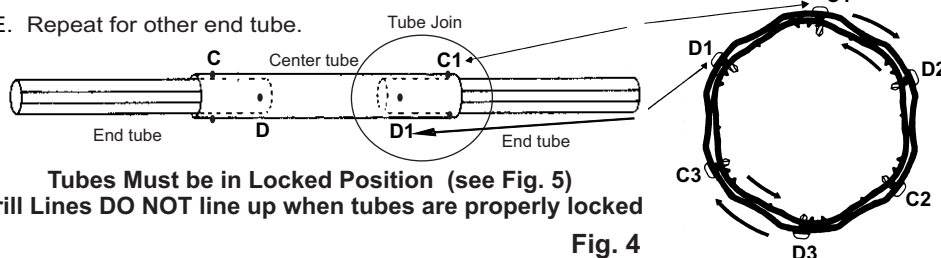 E. Repeat for other end tube.
Tube Join
C
Center tube
C1
D
D1
End tube
End tube
Tubes Must be in Locked Position (see Fig. 5)
rill Lines DO NOT line up when tubes are properly locked
Fig. 4
D1
D2
C3
C2
D3